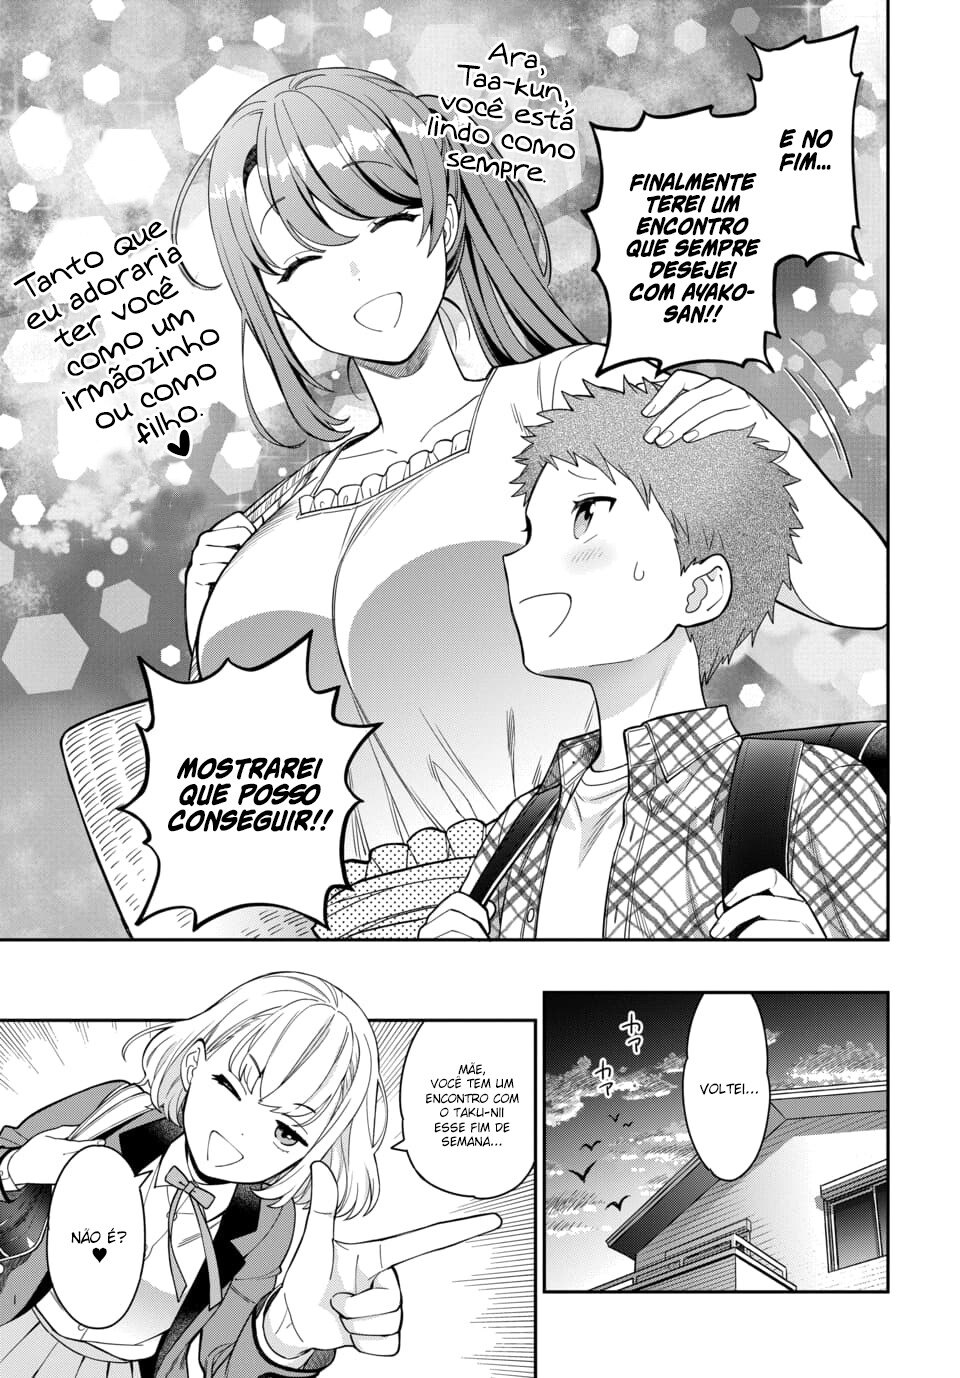 E NO
FIM...
FINALMENTE
TEREI UM
ENCONTRO
QUE SEMPRE
DESEJEI
COM AYAKO-
SAN!!
Ara,
Taa-kun,
você está
lindo como
sempre.
Tanto que
eu adoraria
ter você
como um
irmãozinho
ou como
filho.
♥
MOSTRAREI
QUE POSSO
CONSEGUIR!!
VOLTEI...
カァ〜
カァ〜
MÃE,
VOCÊ TEM UM
ENCONTRO COM
O TAKU-NII
ESSE FIM DE
SEMANA...
NÃO É?
♥